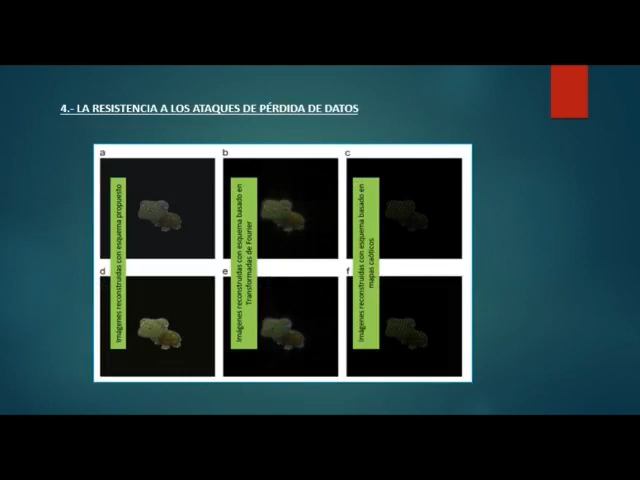 4.- LA RESISTENCIA A LOS ATAQUES DE PÉRDIDA DE DATOS
a
b
c
Imágenes reconstruidas con esquema propuesto
Imágenes reconstruidas con esquema basado en
Transformadas de Fourier
Imágenes reconstruidas con esquema basado en
mapas caóticos
d
e
f